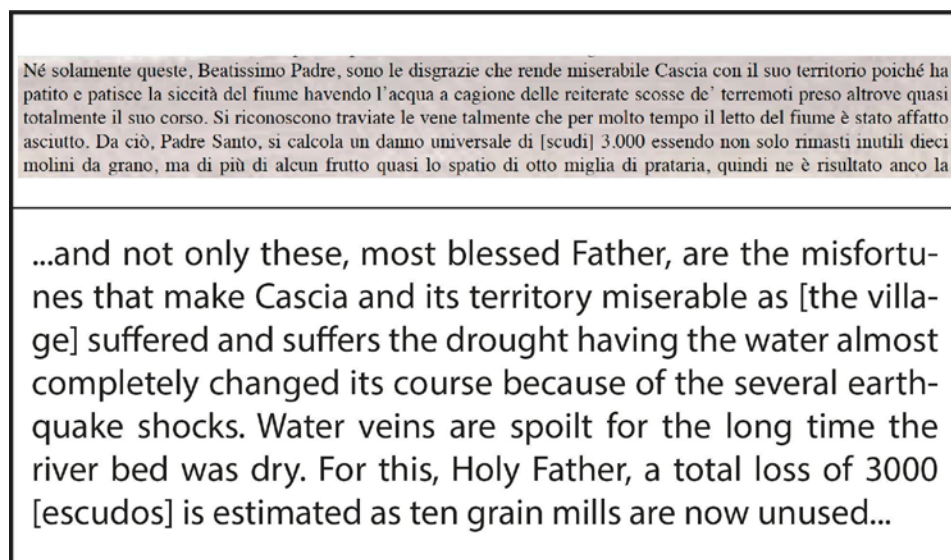 Né solamente queste, Beatissimo Padre, sono le disgrazie che rende miserabile Cascia con il suo territorio poiché ha
patito e patisce la siccità del fiume havendo l'acqua a cagione delle reiterate scosse de' terremoti preso altrove quasi
totalmente il suo corso. Si riconoscono traviate le vene talmente che per molto tempo il letto del fiume è stato affatto
asciutto. Da ciò, Padre Santo, si calcola un danno universale di [scudi] 3.000 essendo non solo rimasti inutili dieci
molini da grano, ma di più di alcun frutto quasi lo spatio di otto miglia di prataria, quindi ne è risultato anco la
...and not only these, most blessed Father, are the misfortu-
nes that make Cascia and its territory miserable as [the villa-
ge] suffered and suffers the drought having the water almost
completely changed its course because of the several earth-
quake shocks. Water veins are spoilt for the long time the
river bed was dry. For this, Holy Father, a total loss of 3000
[escudos] is estimated as ten grain mills are now unused...